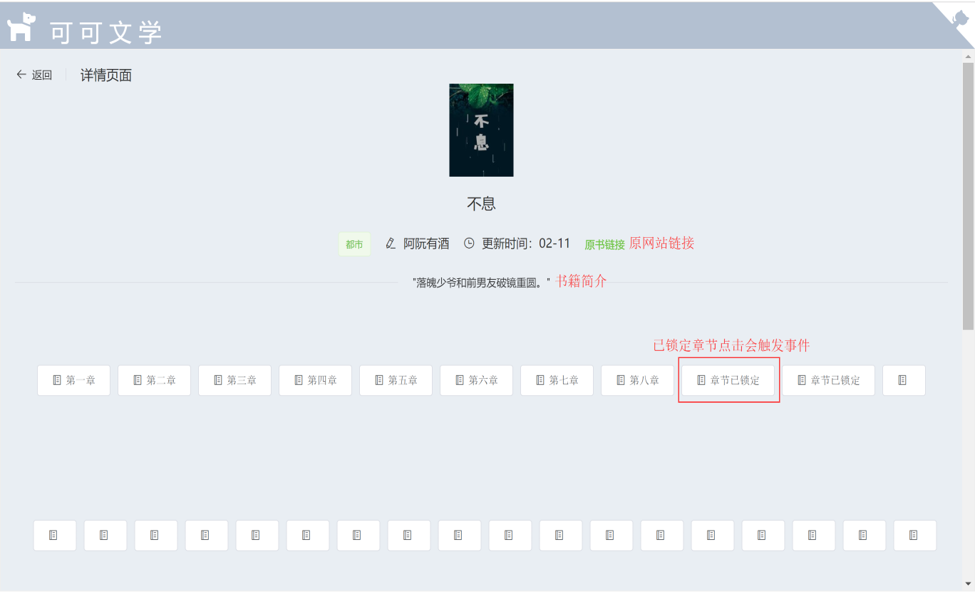 可可文学
返回 详情页面
不
息
不息
都市 阿阮有酒 更新时间：02-11 原书链接 原网站链接
"落魄少爷和前男友破镜重圆。" 书籍简介
已锁定章节点击会触发事件
第一章 第二章 第三章 第四章 第五章 第六章 第七章 第八章 章节已锁定 章节已锁定